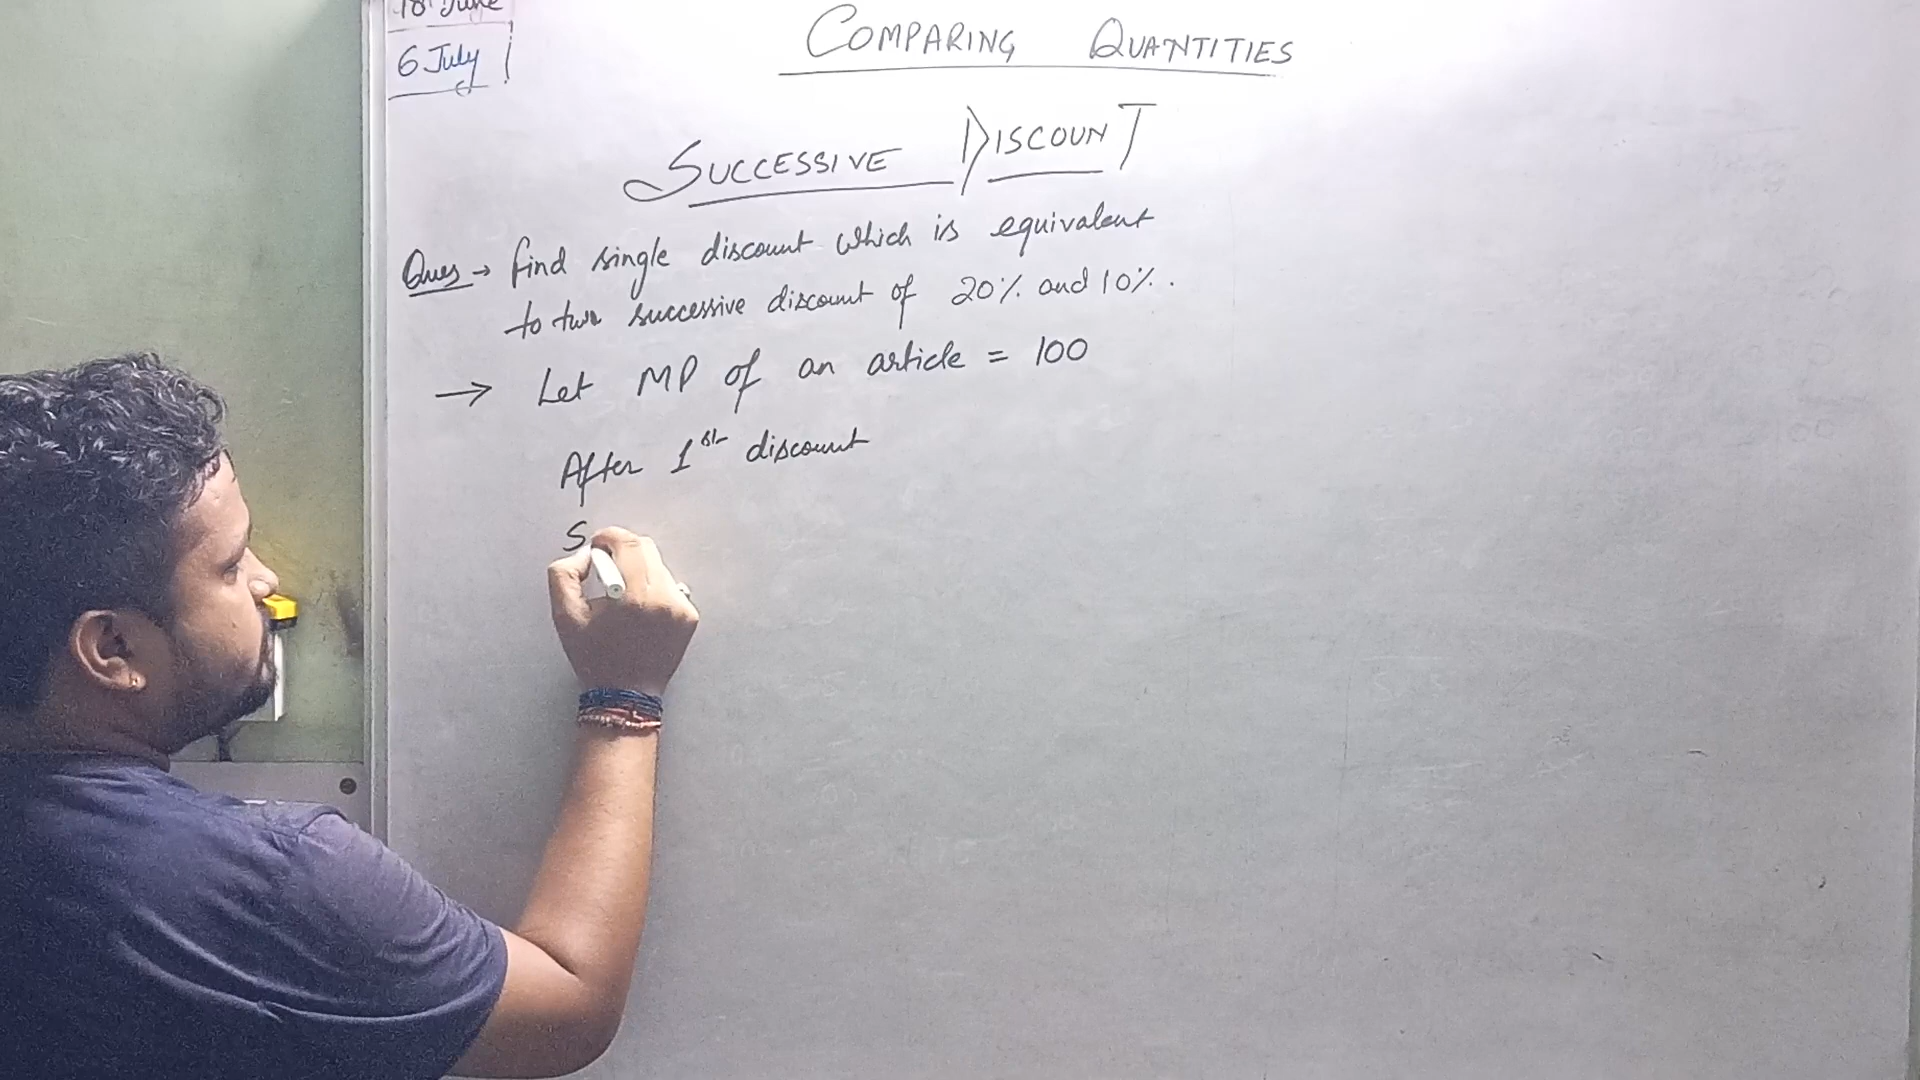 18 June
6 July
COMPARING QUANTITIES
SUCCESSIVE DISCOUNT
Ques → find single discount which is equivalent
to two successive discount of 20% and 10%.
→ Let MP of an article = 100
After 1st discount
S